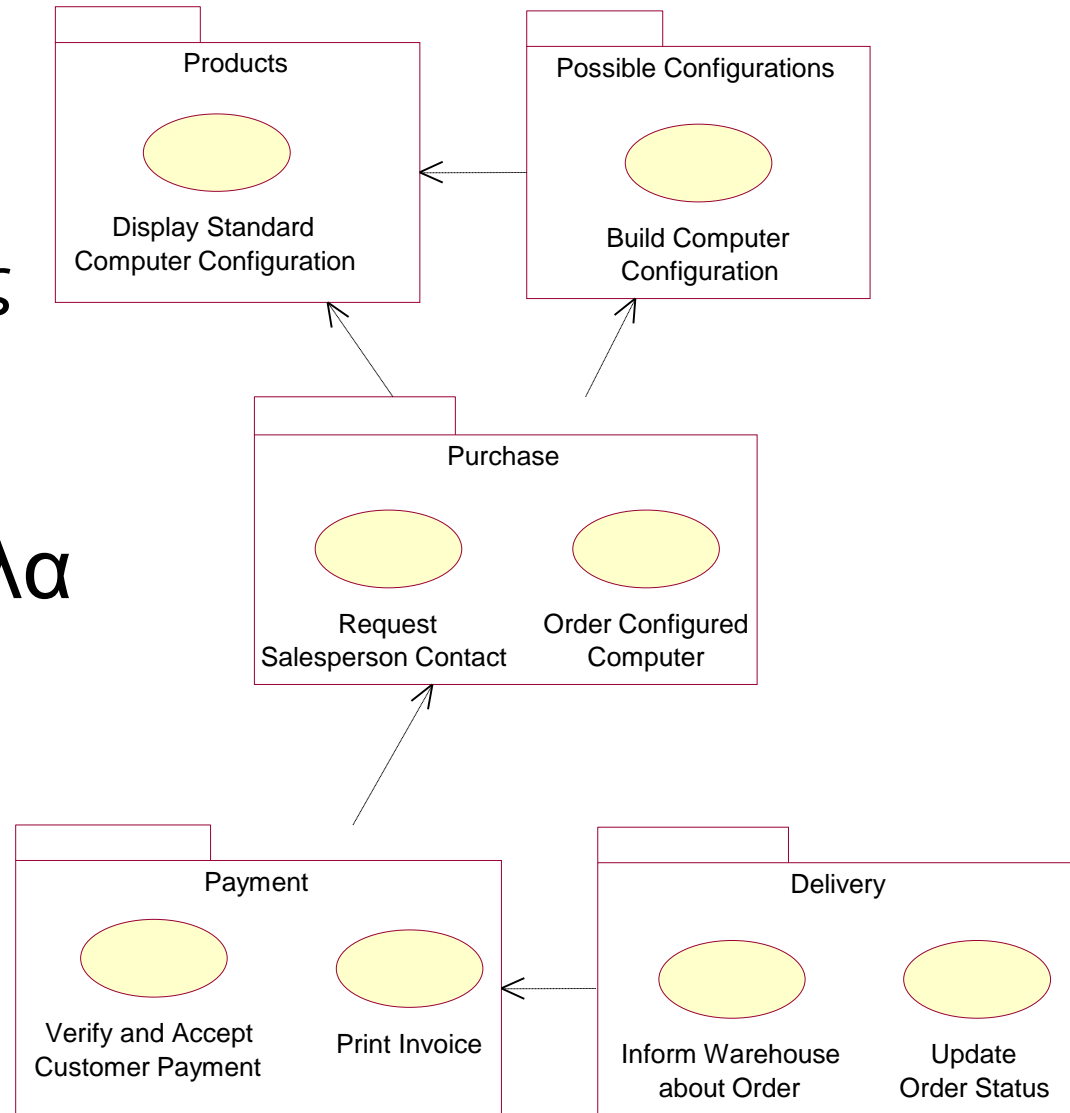 Products
Possible Configurations
Display Standard
Computer Configuration
Build Computer
Configuration
ς
Purchase
λα
Request
Salesperson Contact
Order Configured
Computer
Payment
Delivery
Verify and Accept
Customer Payment
Print Invoice
Inform Warehouse
about Order
Update
Order Status